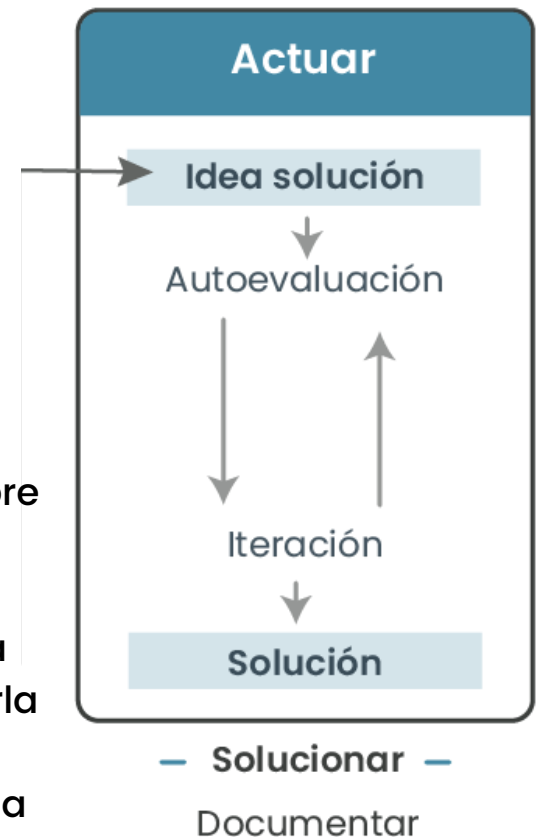 Actuar
Idea solución
Autoevaluación
Iteración
Solución
– Solucionar –
Documentar